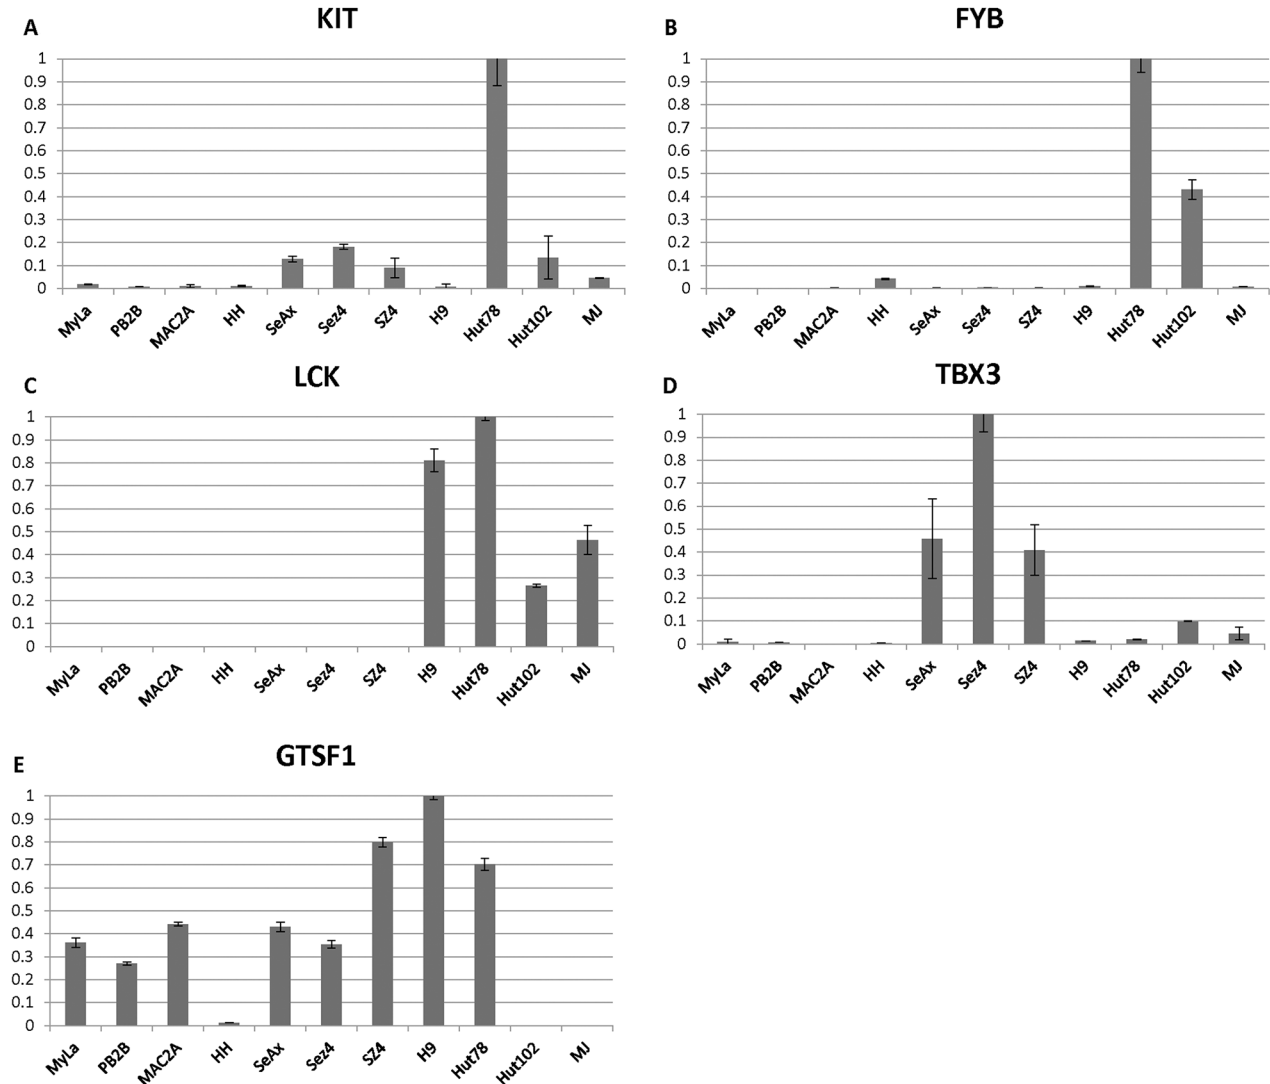 A
KIT
1
0.9
0.8
0.7
0.6
0.5
0.4
0.3
0.2
0.1
0
MyLa
PB2B
MAC2A
HH
SeAx
Sez4
SZ4
H9
Hut78
Hut102
MJ
B
FYB
1
0.9
0.8
0.7
0.6
0.5
0.4
0.3
0.2
0.1
0
MyLa
PB2B
MAC2A
HH
SeAx
Sez4
SZ4
H9
Hut78
Hut102
MJ
C
LCK
1
0.9
0.8
0.7
0.6
0.5
0.4
0.3
0.2
0.1
0
MyLa
PB2B
MAC2A
HH
SeAx
Sez4
SZ4
H9
Hut78
Hut102
MJ
D
TBX3
1
0.9
0.8
0.7
0.6
0.5
0.4
0.3
0.2
0.1
0
MyLa
PB2B
MAC2A
HH
SeAx
Sez4
SZ4
H9
Hut78
Hut102
MJ
E
GTSF1
1
0.9
0.8
0.7
0.6
0.5
0.4
0.3
0.2
0.1
0
MyLa
PB2B
MAC2A
HH
SeAx
Sez4
SZ4
H9
Hut78
Hut102
MJ